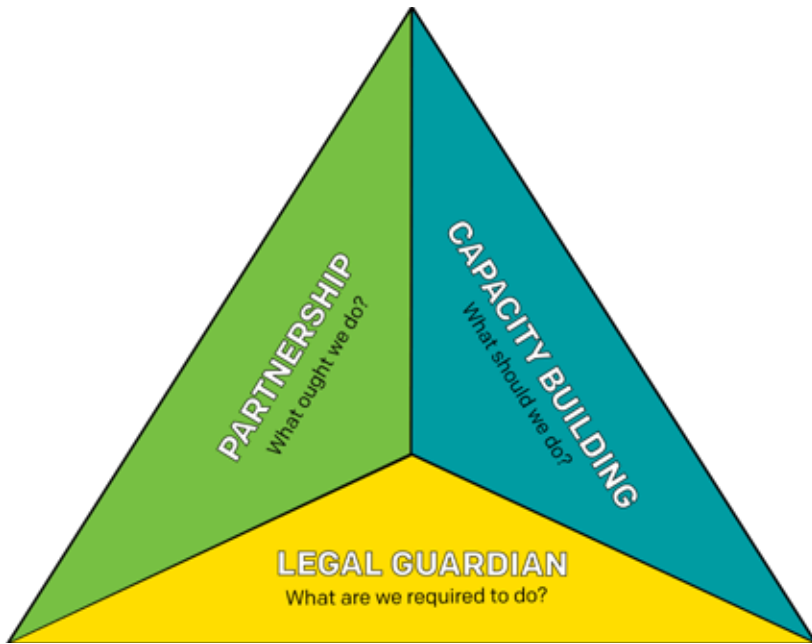 PARTNERSHIP
What ought we do?
CAPACITY BUILDING
What should we do?
LEGAL GUARDIAN
What are we required to do?